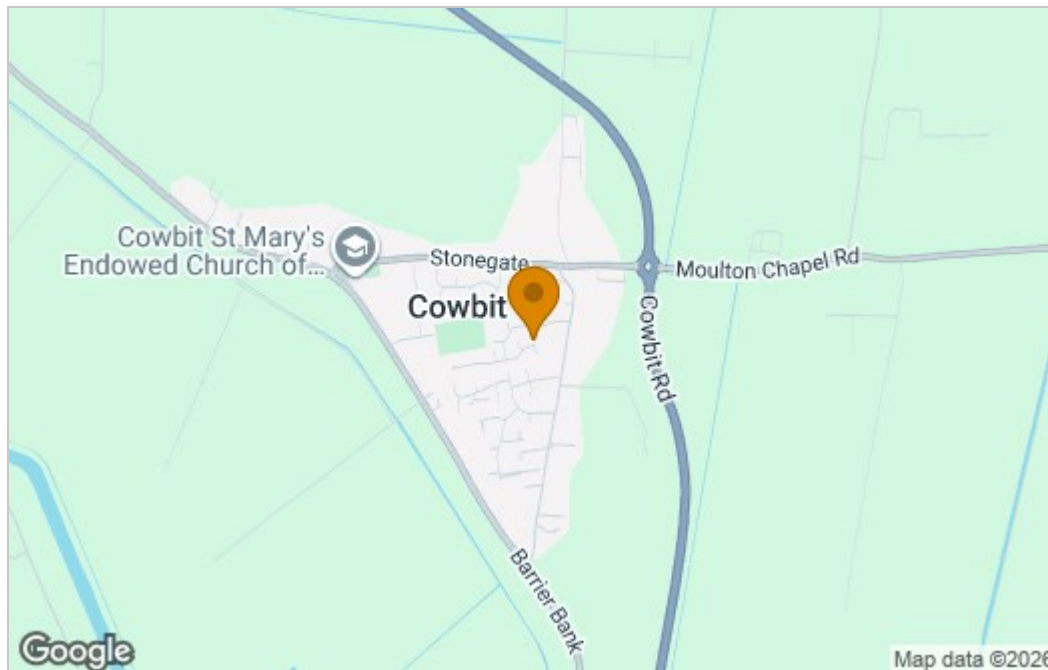 Cowbit St Mary's
Endowed Church of...
Stonegate
Moulton Chapel Rd
Cowbit
Cowbit Rd
Barrier Bank
Google
Map data ©2026